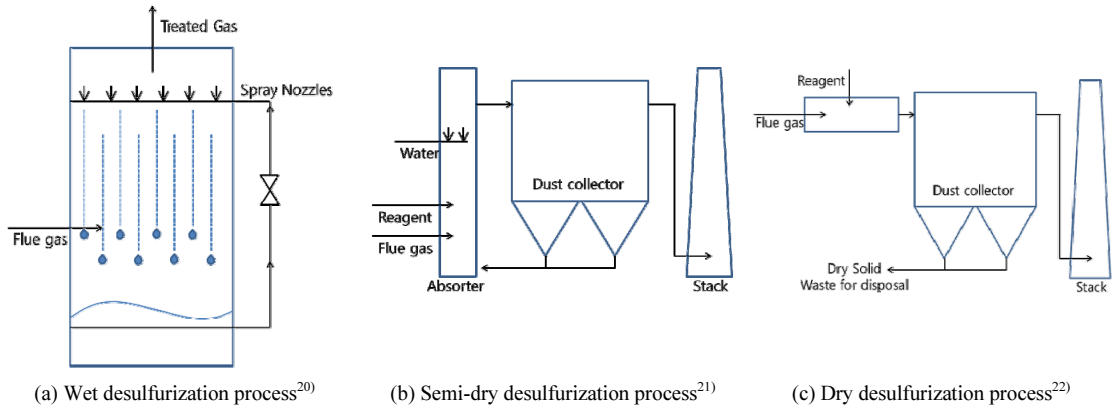 Treated Gas
Spray Nozzles
Flue gas
(a) Wet desulfurization process20)
Water
Reagent
Flue gas
Absorter
Dust collector
Stack
(b) Semi-dry desulfurization process21)
Reagent
Flue gas
Dust collector
Dry Solid
Waste for disposal
Stack
(c) Dry desulfurization process22)